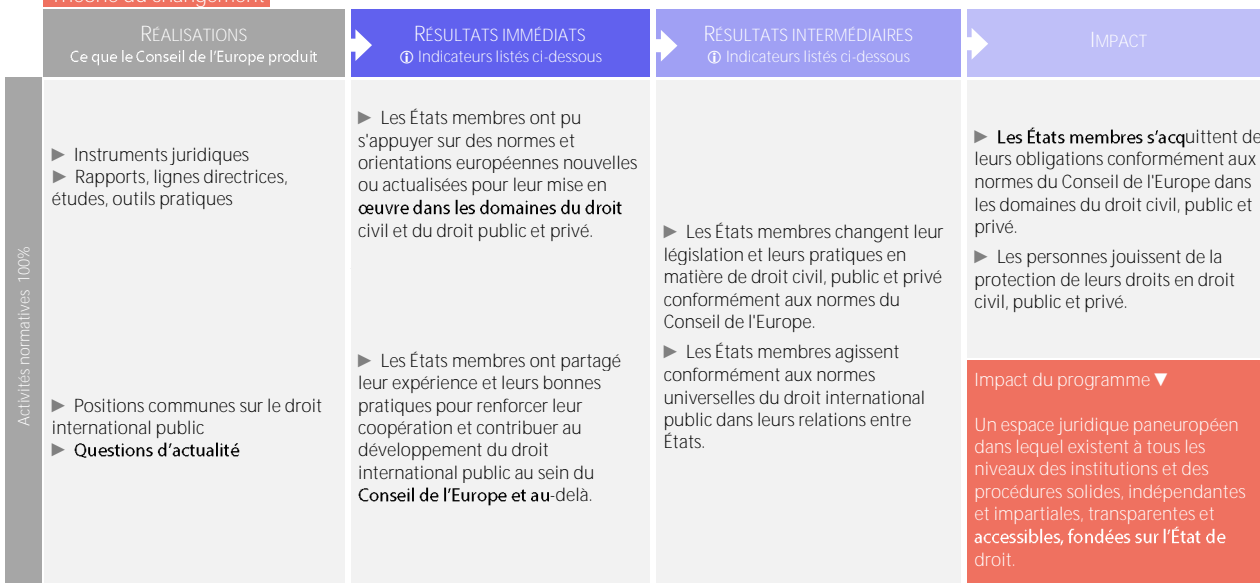 Théorie du changement
RÉALISATIONS
Ce que le Conseil de l'Europe produit
RÉSULTATS IMMÉDIATS
🛈 Indicateurs listés ci-dessous
RÉSULTATS INTERMÉDIAIRES
🛈 Indicateurs listés ci-dessous
IMPACT
Activités normatives 100%
► Instruments juridiques
► Rapports, lignes directrices,
études, outils pratiques
► Positions communes sur le droit
international public
► Questions d'actualité
► Les États membres ont pu
s'appuyer sur des normes et
orientations européennes nouvelles
ou actualisées pour leur mise en
œuvre dans les domaines du droit
civil et du droit public et privé.
► Les États membres ont partagé
leur expérience et leurs bonnes
pratiques pour renforcer leur
coopération et contribuer au
développement du droit
international public au sein du
Conseil de l'Europe et au-delà.
► Les États membres changent leur
législation et leurs pratiques en
matière de droit civil, public et privé
conformément aux normes du
Conseil de l'Europe.
► Les États membres agissent
conformément aux normes
universelles du droit international
public dans leurs relations entre
États.
► Les États membres s'acquittent de
leurs obligations conformément aux
normes du Conseil de l'Europe dans
les domaines du droit civil, public et
privé.
► Les personnes jouissent de la
protection de leurs droits en droit
civil, public et privé.
Impact du programme ▼
Un espace juridique paneuropéen
dans lequel existent à tous les
niveaux des institutions et des
procédures solides, indépendantes
et impartiales, transparentes et
accessibles, fondées sur l'État de
droit.